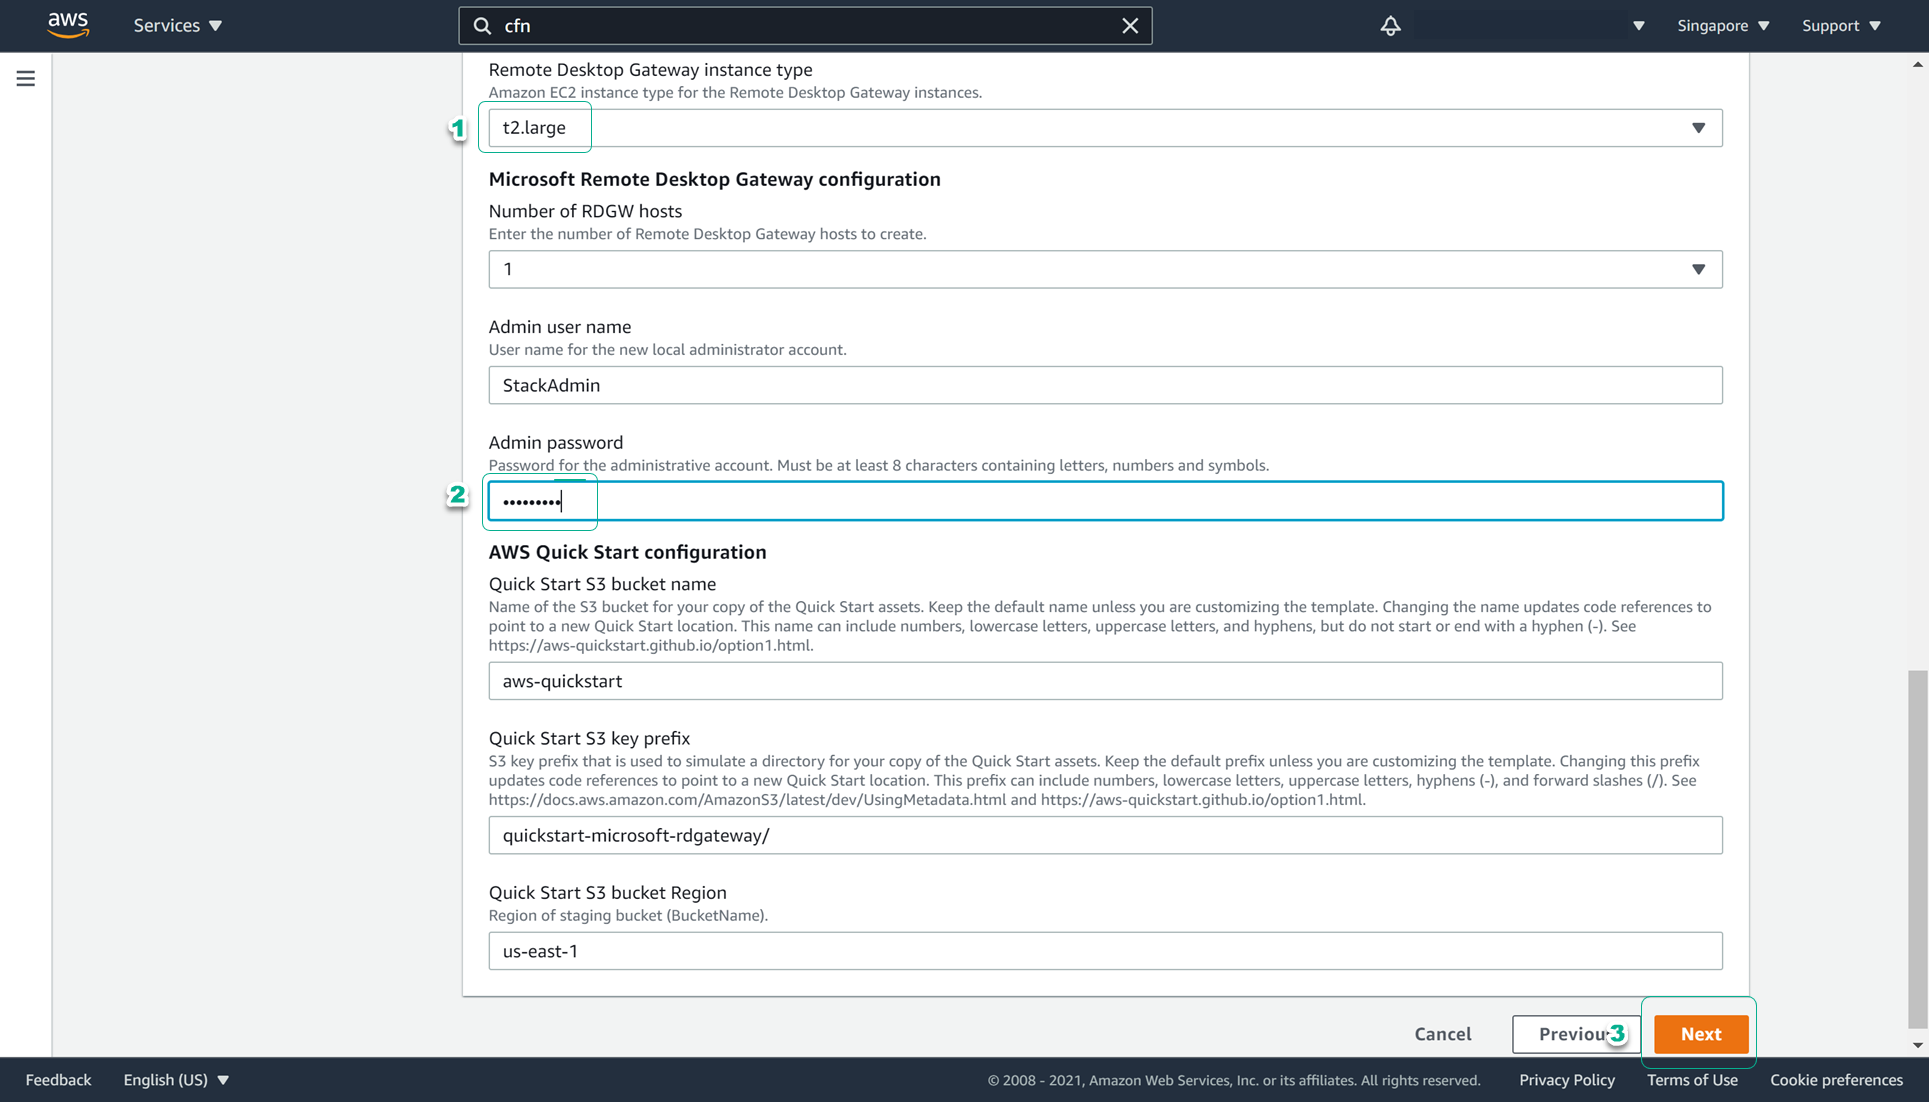 aws
Services
cfn
Singapore
Support
Remote Desktop Gateway instance type
Amazon EC2 instance type for the Remote Desktop Gateway instances.
1
t2.large
Microsoft Remote Desktop Gateway configuration
Number of RDGW hosts
Enter the number of Remote Desktop Gateway hosts to create.
1
Admin user name
User name for the new local administrator account.
StackAdmin
Admin password
Password for the administrative account. Must be at least 8 characters containing letters, numbers and symbols.
2
•••••••••
AWS Quick Start configuration
Quick Start S3 bucket name
Name of the S3 bucket for your copy of the Quick Start assets. Keep the default name unless you are customizing the template. Changing the name updates code references to
point to a new Quick Start location. This name can include numbers, lowercase letters, uppercase letters, and hyphens, but do not start or end with a hyphen (-). See
https://aws-quickstart.github.io/option1.html.
aws-quickstart
Quick Start S3 key prefix
S3 key prefix that is used to simulate a directory for your copy of the Quick Start assets. Keep the default prefix unless you are customizing the template. Changing this prefix
updates code references to point to a new Quick Start location. This prefix can include numbers, lowercase letters, uppercase letters, hyphens (-), and forward slashes (/). See
https://docs.aws.amazon.com/AmazonS3/latest/dev/UsingMetadata.html and https://aws-quickstart.github.io/option1.html.
quickstart-microsoft-rdgateway/
Quick Start S3 bucket Region
Region of staging bucket (BucketName).
us-east-1
Cancel
Previou
3
Next
Feedback
English (US)
© 2008 - 2021, Amazon Web Services, Inc. or its affiliates. All rights reserved.
Privacy Policy
Terms of Use
Cookie preferences